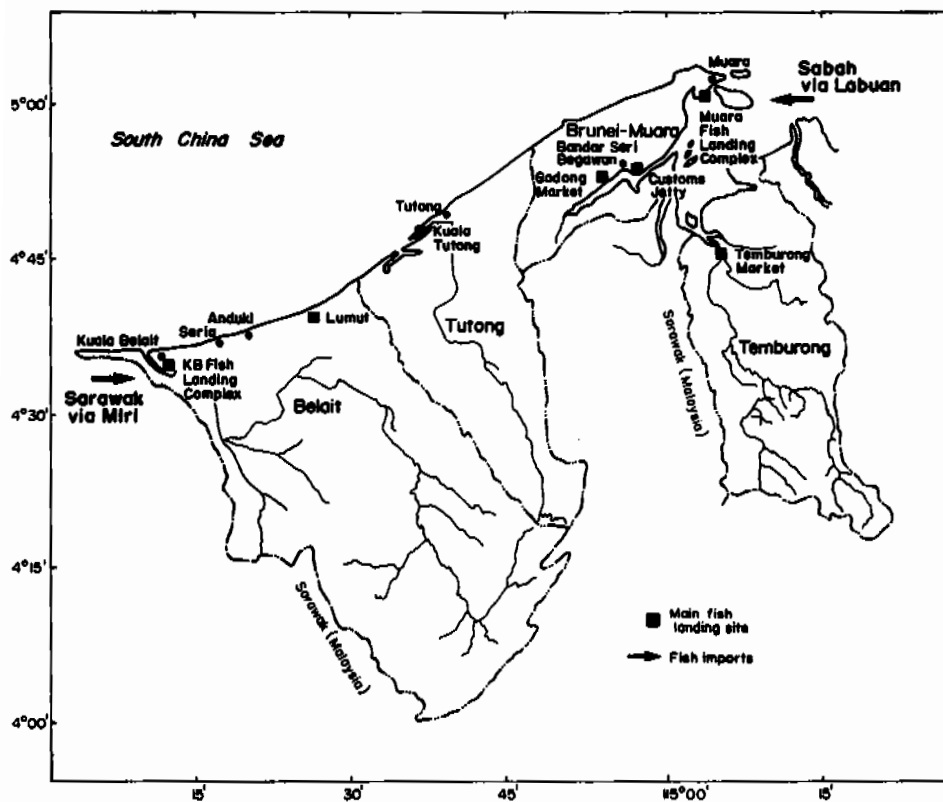 5°00'
4°45'
4°30'
4°15'
4°00'
15'
30'
45'
115°00'
15'
South China Sea
Muara
Sabah
via Labuan
Muara
Fish
Landing
Complex
Brunei-Muara
Bandar Seri
Begawan
Gadong
Market
Customs
Jetty
Tutong
Kuala
Tutong
Temburong
Market
Lumut
Anduki
Seria
Kuala Belait
KB Fish
Landing
Complex
Sarawak
via Miri
Tutong
Belait
Temburong
Sarawak (Malaysia)
Sarawak (Malaysia)
Main fish
landing site
Fish imports